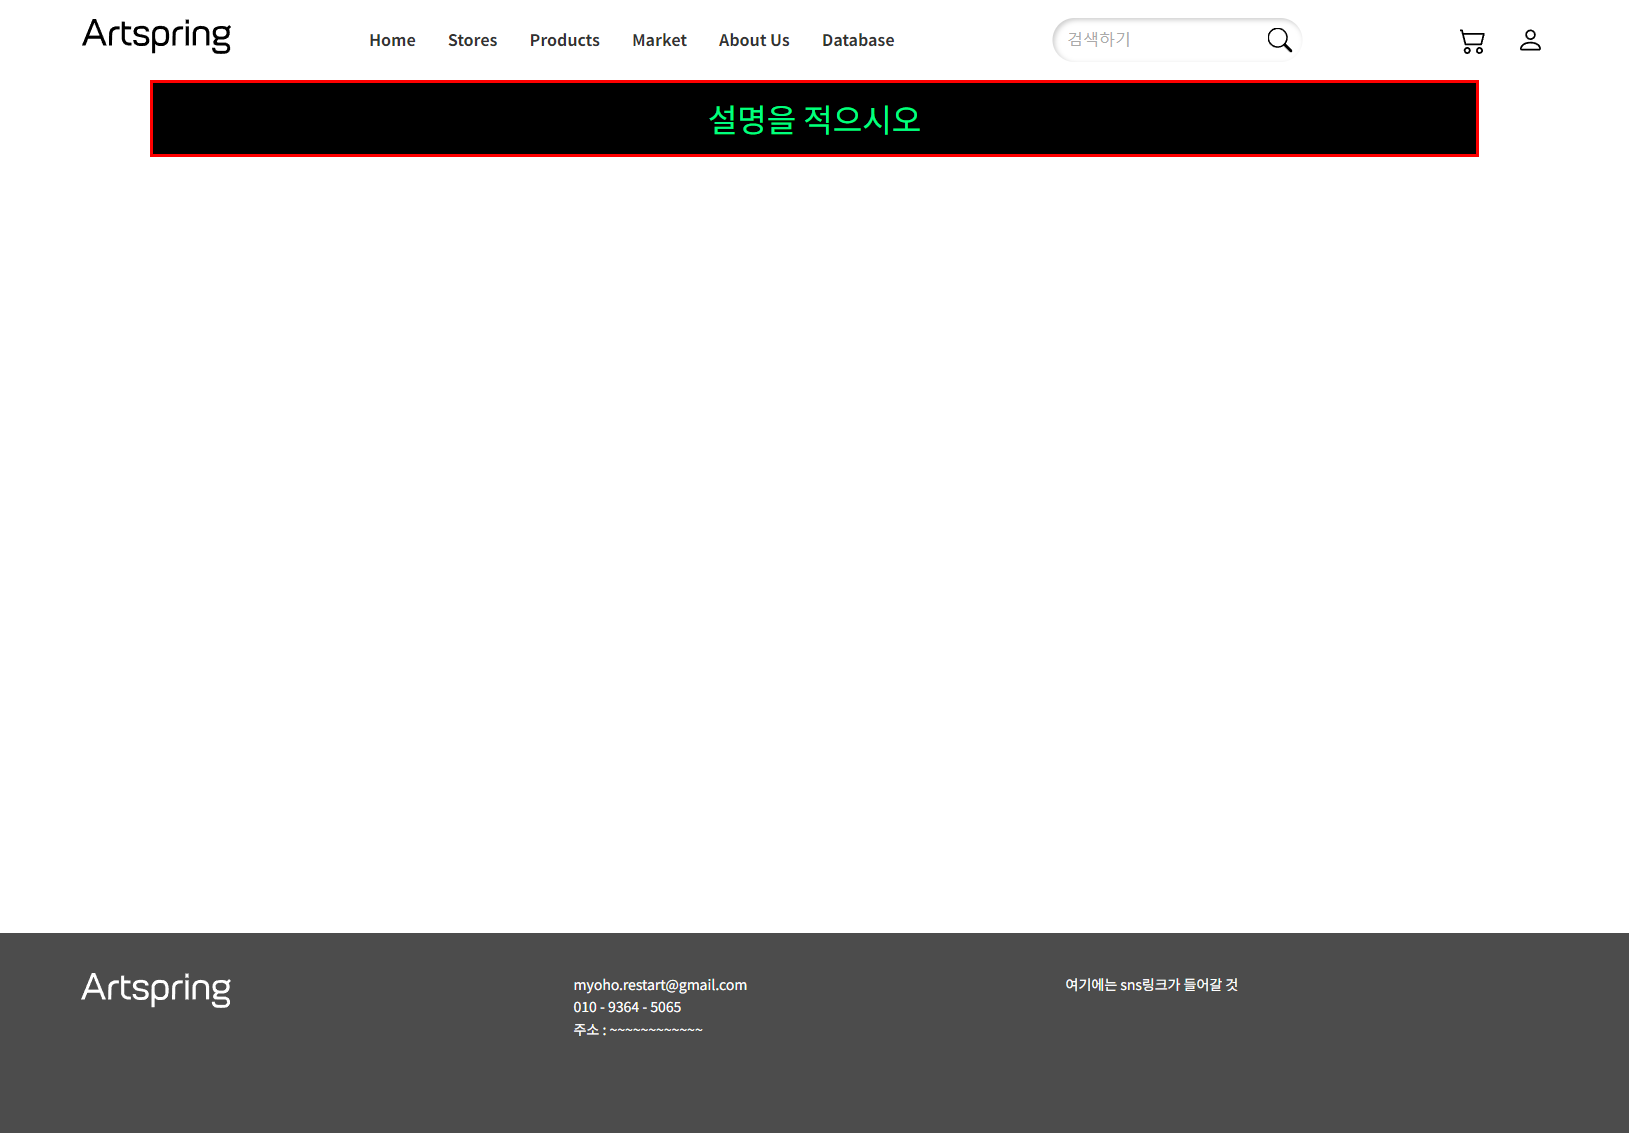 Artspring
Home Stores Products Market About Us Database
검색하기
설명을 적으시오
Artspring
myoho.restart@gmail.com
010 - 9364 - 5065
주소 : ~~~~~~~~~~~~
여기에는 sns링크가 들어갈 것